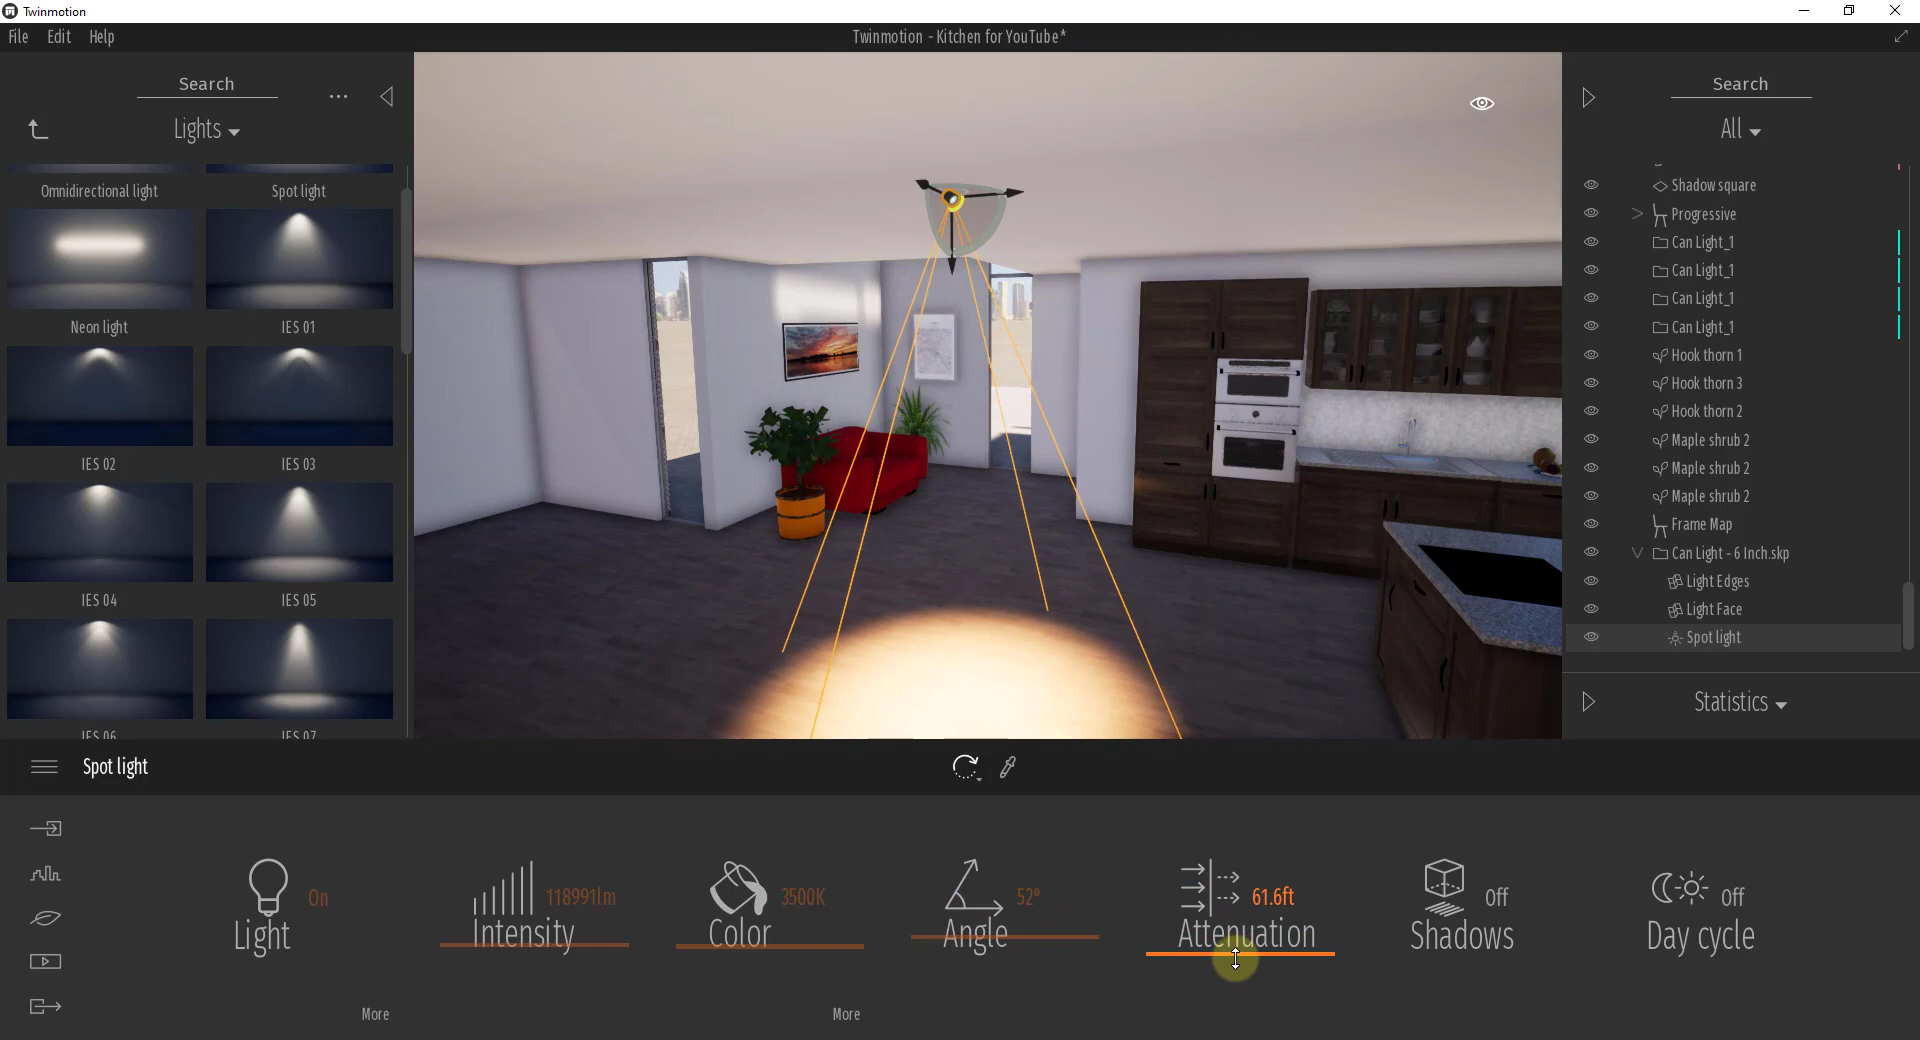 Twinmotion
File Edit Help
Twinmotion - Kitchen for YouTube*
Search
...
Lights
Omnidirectional light
Spot light
Neon light
IES 01
IES 02
IES 03
IES 04
IES 05
IES 06
IES 07
Search
All
Shadow square
Progressive
Can Light_1
Can Light_1
Can Light_1
Can Light_1
Hook thorn 1
Hook thorn 3
Hook thorn 2
Maple shrub 2
Maple shrub 2
Maple shrub 2
Frame Map
Can Light - 6 Inch.skp
Light Edges
Light Face
Spot light
Statistics
Spot light
On
Light
118991lm
Intensity
3500K
Color
52°
Angle
61.6ft
Attenuation
Off
Shadows
Off
Day cycle
More
More